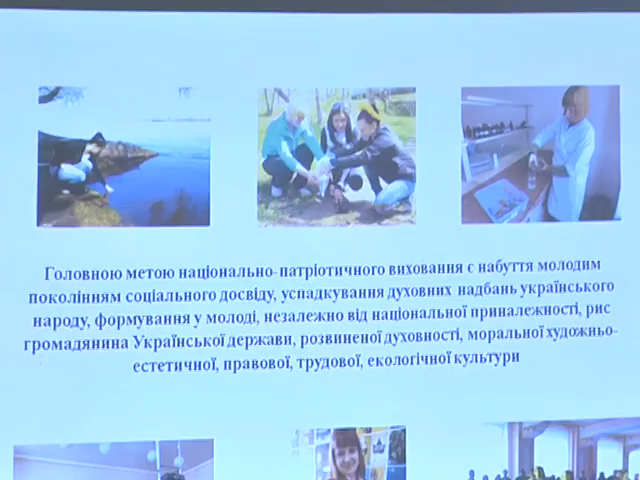 Головною метою національно-патріотичного виховання є набуття молодим
поколінням соціального досвіду, успадкування духовних надбань українського
народу, формування у молоді, незалежно від національної приналежності, рис
громадянина Української держави, розвиненої духовності, моральної художньо-
естетичної, правової, трудової, екологічної культури